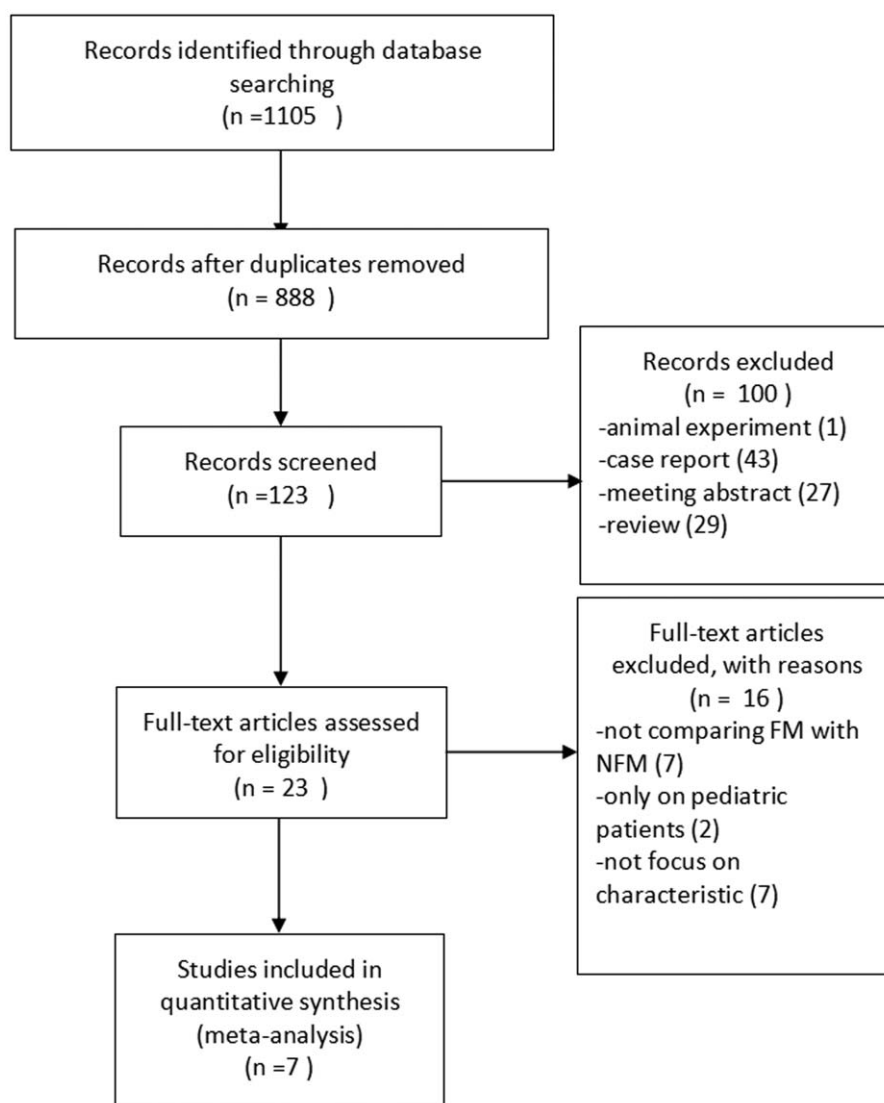 Records identified through database
searching
(n =1105   )
Records after duplicates removed
(n = 888   )
Records screened
(n =123   )
Records excluded
(n =  100 )
-animal experiment (1)
-case report (43)
-meeting abstract (27)
-review (29)
Full-text articles assessed
for eligibility
(n = 23   )
Full-text articles
excluded, with reasons
(n =  16 )
-not comparing FM with
NFM (7)
-only on pediatric
patients (2)
-not focus on
characteristic (7)
Studies included in
quantitative synthesis
(meta-analysis)
(n =7 )